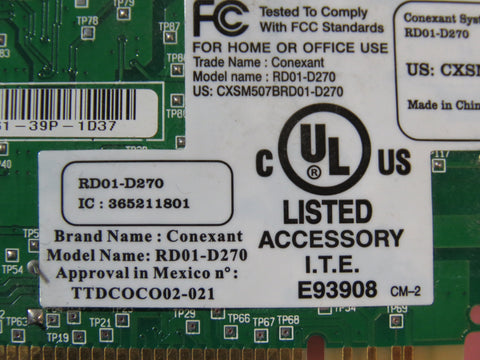 TP78
FCC
Tested To Comply
With FCC Standards
FOR HOME OR OFFICE USE
Trade Name : Conexant
Model name : RD01-D270
US: CXSM507BRD01-D270
Conexant Sys
RD01-D270
US: CXSM
Made in Chin
TP87
TP80
TP85
1-39P-1D37
C UL US
®
LISTED
ACCESSORY
I.T.E.
E93908 CM-2
RD01-D270
IC : 365211801
Brand Name : Conexant
Model Name: RD01-D270
Approval in Mexico n°:
TTDCOCO02-021
TP54
TP63
TP19
TP21
TP29
TP66
TP67
TP68
TP69